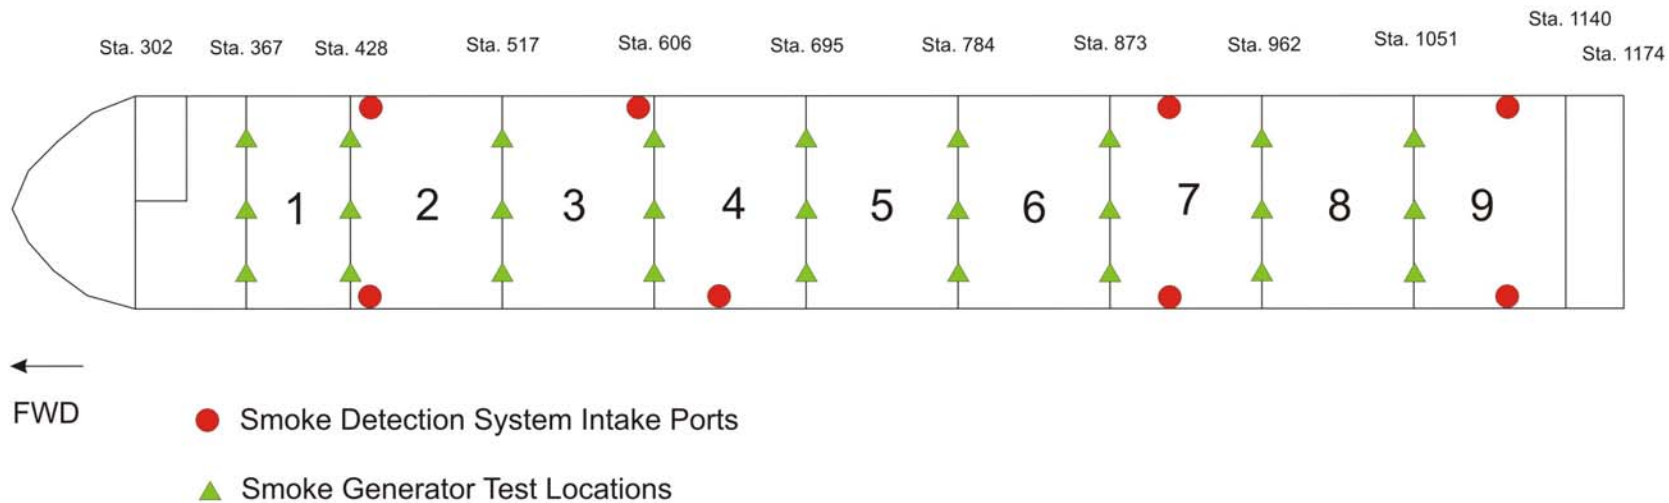 Sta. 1140
Sta. 302 Sta. 367 Sta. 428 Sta. 517 Sta. 606 Sta. 695 Sta. 784 Sta. 873 Sta. 962 Sta. 1051 Sta. 1174
1 2 3 4 5 6 7 8 9
FWD
Smoke Detection System Intake Ports
Smoke Generator Test Locations